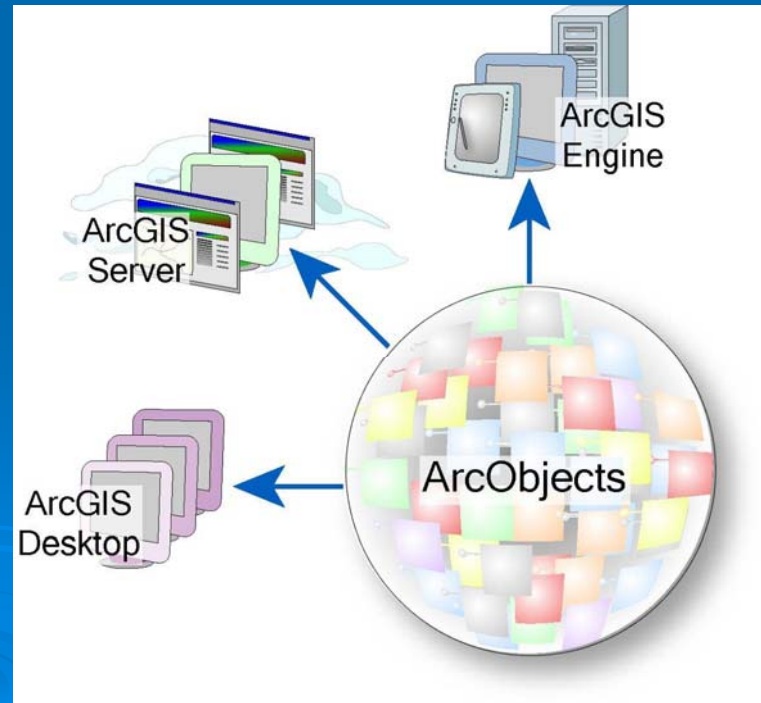 ArcGIS
Engine
ArcGIS
Server
ArcObjects
ArcGIS
Desktop